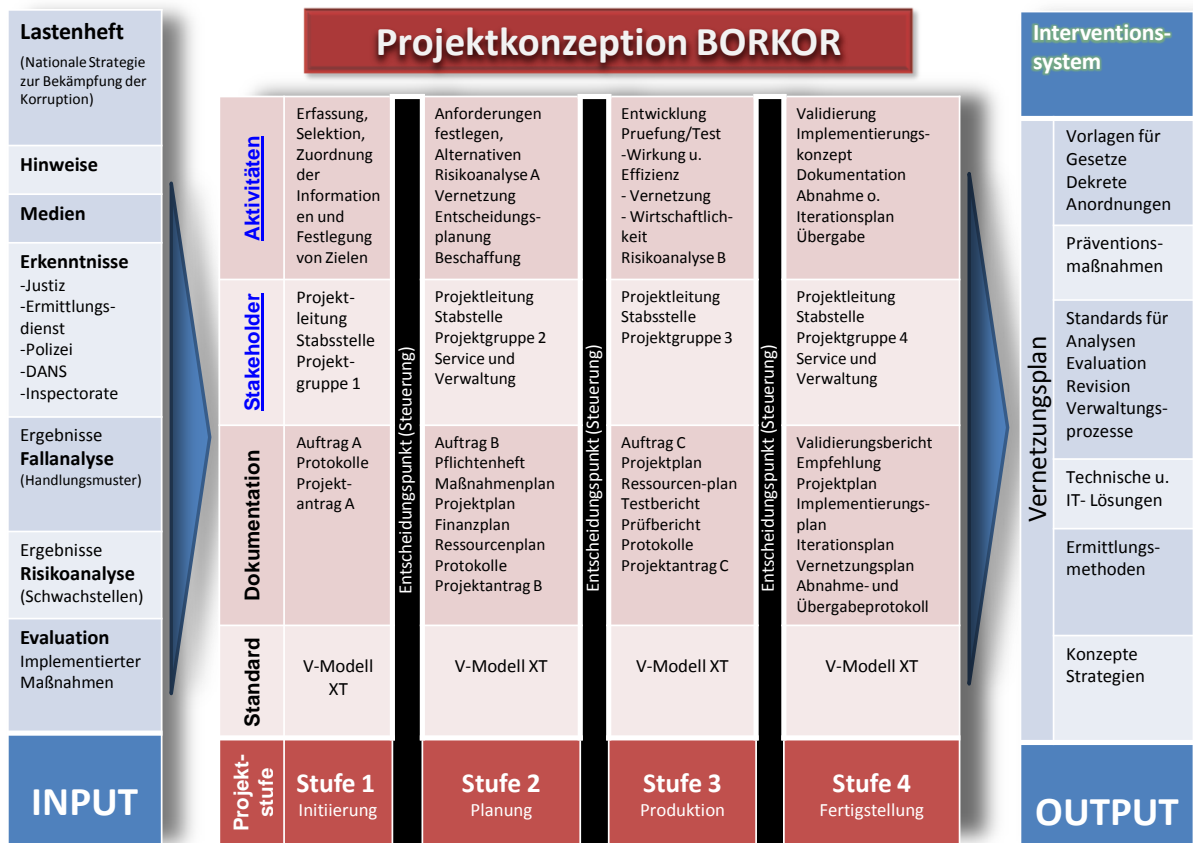 Projektkonzeption BORKOR
Lastenheft
(Nationale Strategie
zur Bekämpfung der
Korruption)
Hinweise
Medien
Erkenntnisse
-Justiz
-Ermittlungs-
dienst
-Polizei
-DANS
-Inspectorate
Ergebnisse
Fallanalyse
(Handlungsmuster)
Ergebnisse
Risikoanalyse
(Schwachstellen)
Evaluation
Implementierter
Maßnahmen
INPUT
Aktivitäten
Erfassung,
Selektion,
Zuordnung
der
Information
en und
Festlegung
von Zielen
Anforderungen
festlegen,
Alternativen
Risikoanalyse A
Vernetzung
Entscheidungs-
planung
Beschaffung
Entwicklung
Pruefung/Test
-Wirkung u.
Effizienz
- Vernetzung
- Wirtschaftlich-
keit
Risikoanalyse B
Validierung
Implementierungs-
konzept
Dokumentation
Abnahme o.
Iterationsplan
Übergabe
Stakeholder
Projekt-
leitung
Stabsstelle
Projekt-
gruppe 1
Projektleitung
Stabstelle
Projektgruppe 2
Service und
Verwaltung
Projektleitung
Stabsstelle
Projektgruppe 3
Projektleitung
Stabstelle
Projektgruppe 4
Service und
Verwaltung
Dokumentation
Auftrag A
Protokolle
Projekt-
antrag A
Auftrag B
Pflichtenheft
Maßnahmenplan
Projektplan
Finanzplan
Ressourcenplan
Protokolle
Projektantrag B
Auftrag C
Projektplan
Ressourcen-plan
Testbericht
Prüfbericht
Protokolle
Projektantrag C
Validierungsbericht
Empfehlung
Projektplan
Implementierungs-
plan
Iterationsplan
Vernetzungsplan
Abnahme- und
Übergabeprotokoll
Standard
V-Modell
XT
V-Modell XT
V-Modell XT
V-Modell XT
Entscheidungspunkt (Steuerung)
Entscheidungspunkt (Steuerung)
Entscheidungspunkt (Steuerung)
Projekt-
stufe
Stufe 1
Initiierung
Stufe 2
Planung
Stufe 3
Produktion
Stufe 4
Fertigstellung
Interventions-
system
Vernetzungsplan
Vorlagen für
Gesetze
Dekrete
Anordnungen
Präventions-
maßnahmen
Standards für
Analysen
Evaluation
Revision
Verwaltungs-
prozesse
Technische u.
IT- Lösungen
Ermittlungs-
methoden
Konzepte
Strategien
OUTPUT